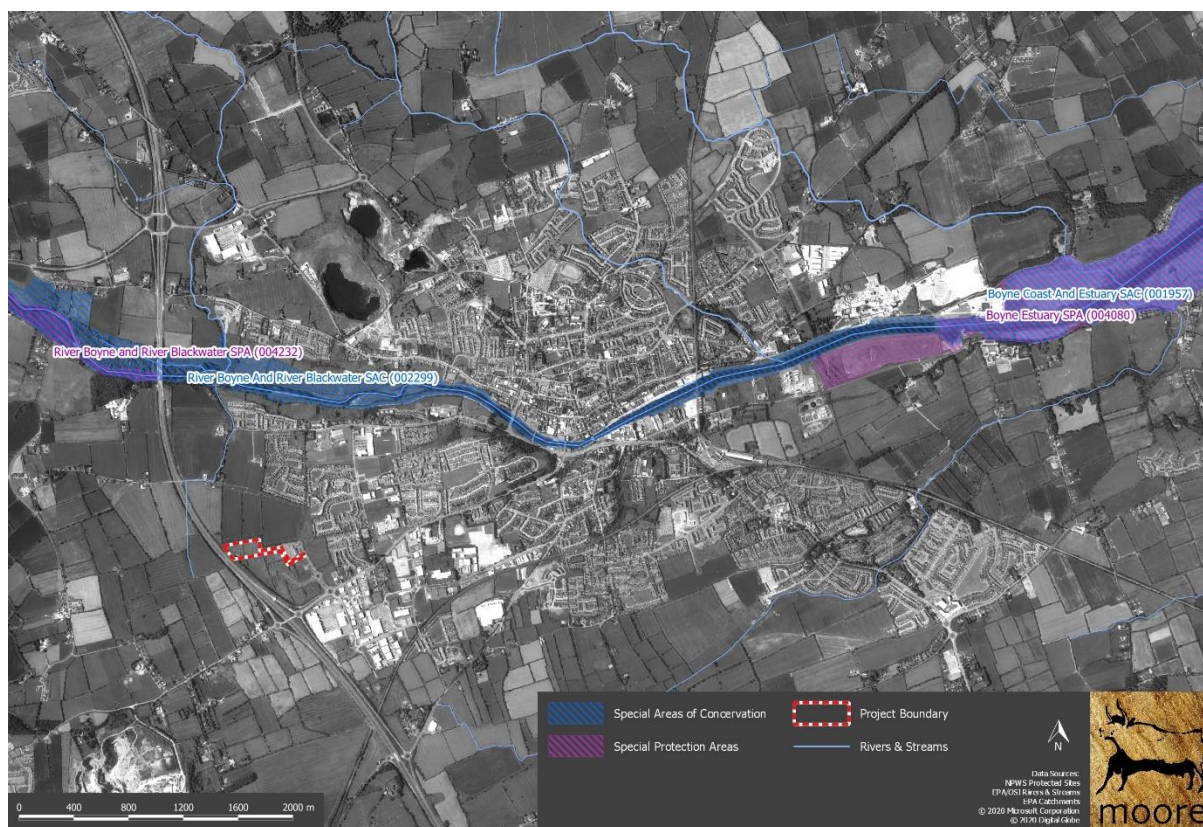 Boyne Coast And Estuary SAC (001957)
Boyne Estuary SPA (004080)
River Boyne and River Blackwater SPA (004232)
River Boyne And River Blackwater SAC (002299)
Special Areas of Concervation
Project Boundary
Special Protection Areas
Rivers & Streams
N
Data Sources:
NPWS Protected Sites
EPA/OSI Rivers & Streams
EPA Catchments
© 2020 Microsoft Corporation
© 2020 Digital Globe
moore
0 400 800 1200 1600 2000 m